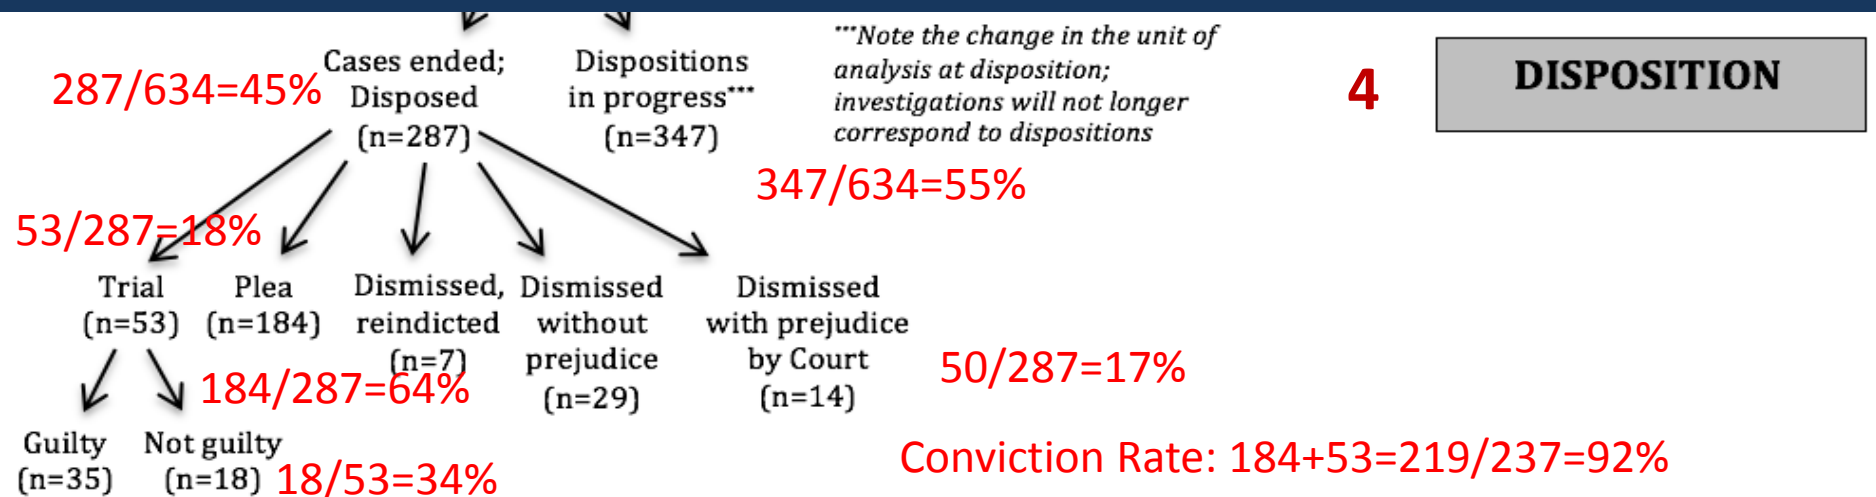 ***Note the change in the unit of
analysis at disposition;
investigations will not longer
correspond to dispositions
4
DISPOSITION
287/634=45%
Cases ended;
Disposed
(n=287)
Dispositions
in progress***
(n=347)
347/634=55%
53/287=18%
Trial
(n=53)
Plea
(n=184)
Dismissed,
reindicted
(n=7)
Dismissed
without
prejudice
(n=29)
Dismissed
with prejudice
by Court
(n=14)
184/287=64%
50/287=17%
Guilty
(n=35)
Not guilty
(n=18)
18/53=34%
Conviction Rate: 184+53=219/237=92%